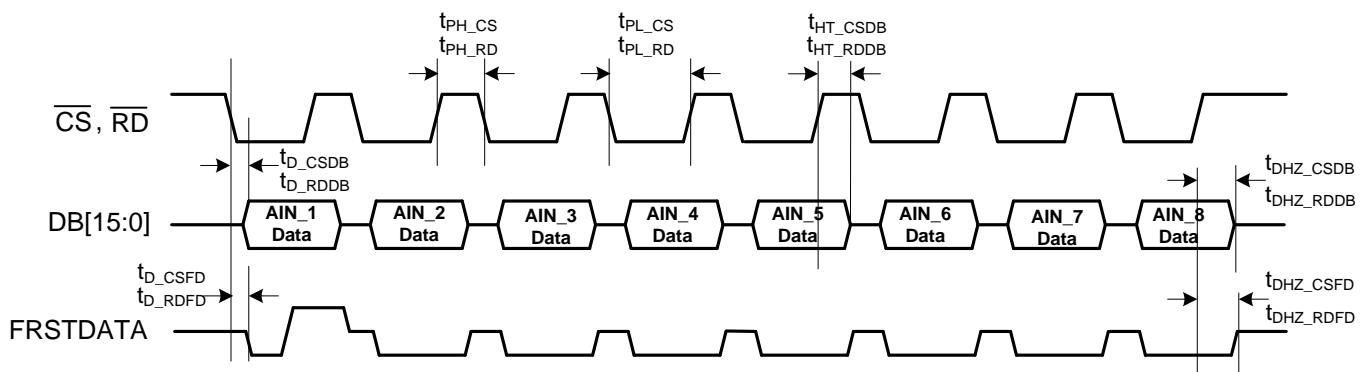 tPH_CS
tPH_RD
tPL_CS
tPL_RD
tHT_CSDB
tHT_RDDB
CS, RD
tD_CSDB
tD_RDDB
tDHZ_CSDB
tDHZ_RDDB
DB[15:0]
AIN_1 Data
AIN_2 Data
AIN_3 Data
AIN_4 Data
AIN_5 Data
AIN_6 Data
AIN_7 Data
AIN_8 Data
tD_CSFD
tD_RDFD
tDHZ_CSFD
tDHZ_RDFD
FRSTDATA